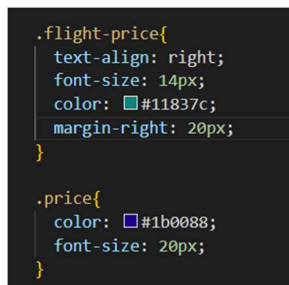 .flight-price{
text-align: right;
font-size: 14px;
color: #11837c;
margin-right: 20px;
}
.price{
color: #1b0088;
font-size: 20px;
}